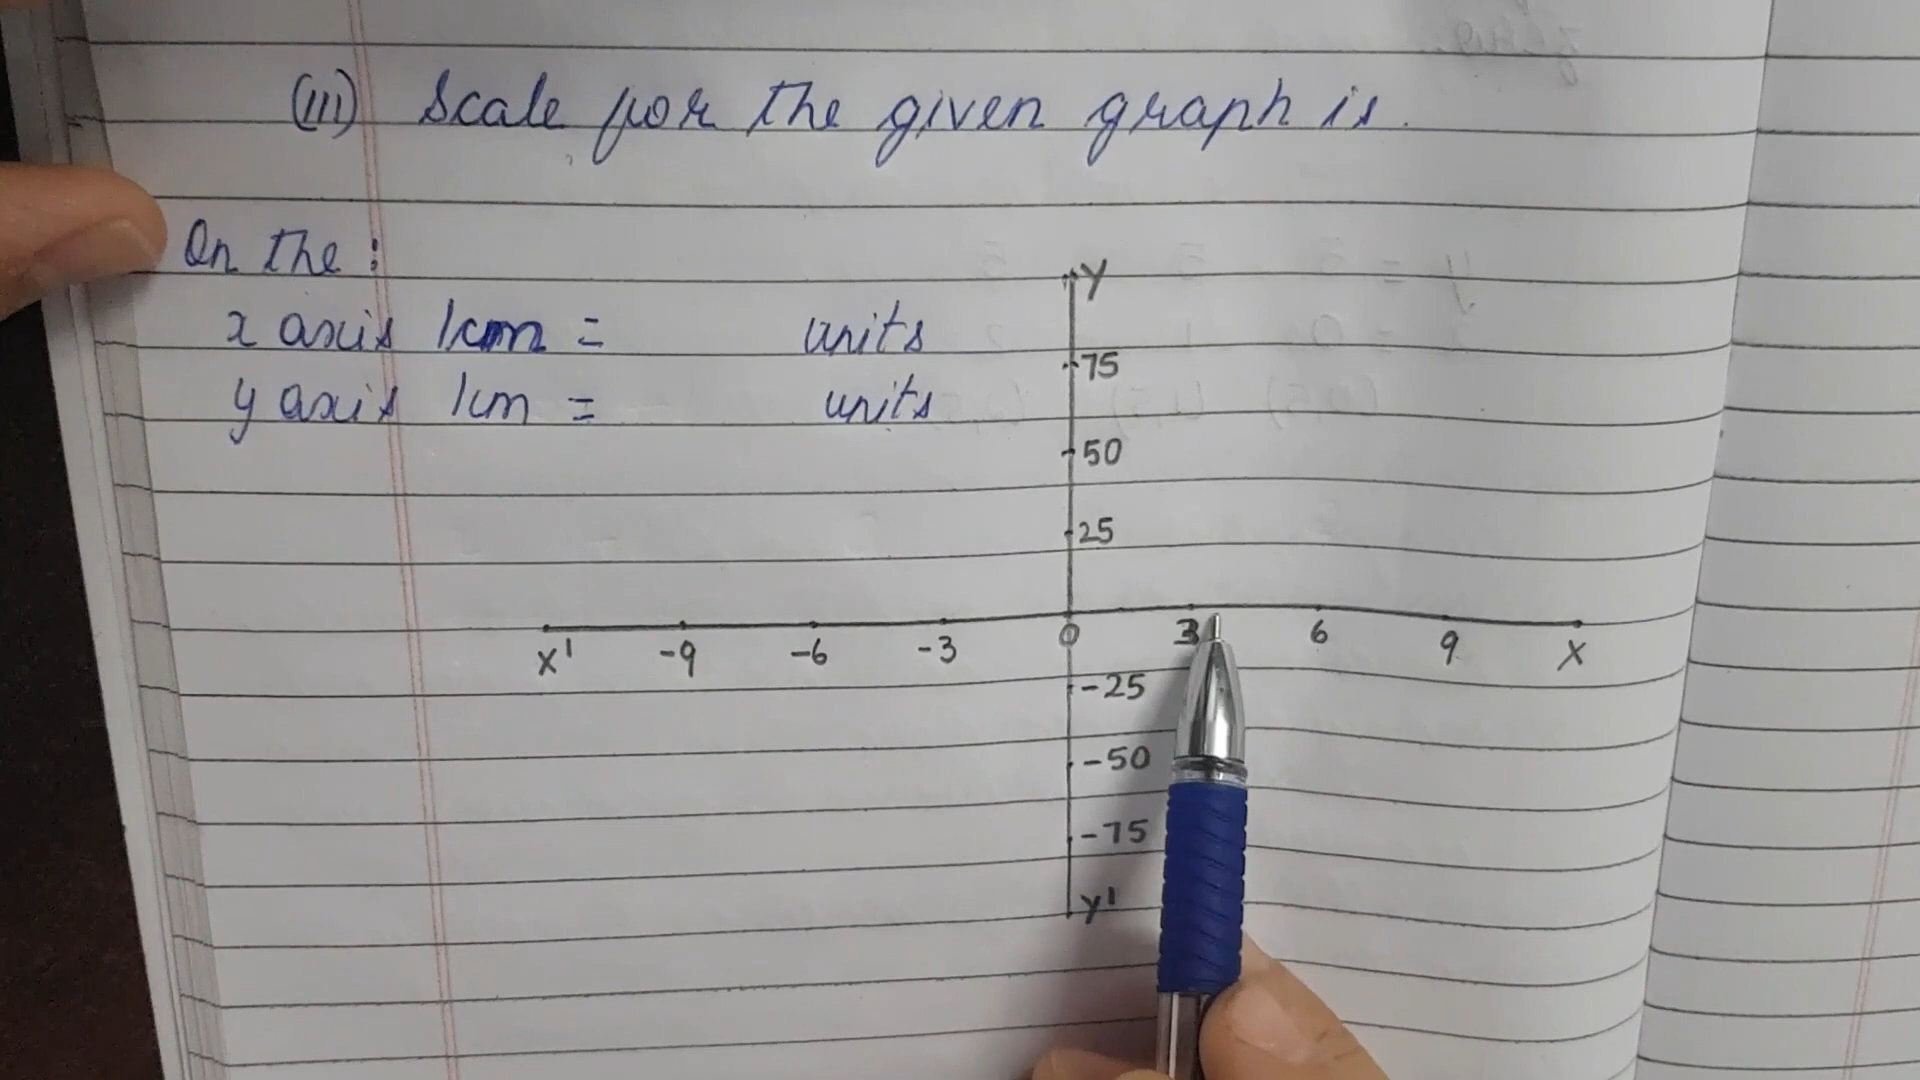 (III) Scale for the given graph is.
On the :
x axis 1cm = units
y axis 1cm = units
Y
75
50
25
X' -9 -6 -3 0 3 6 9 X
-25
-50
-75
Y'